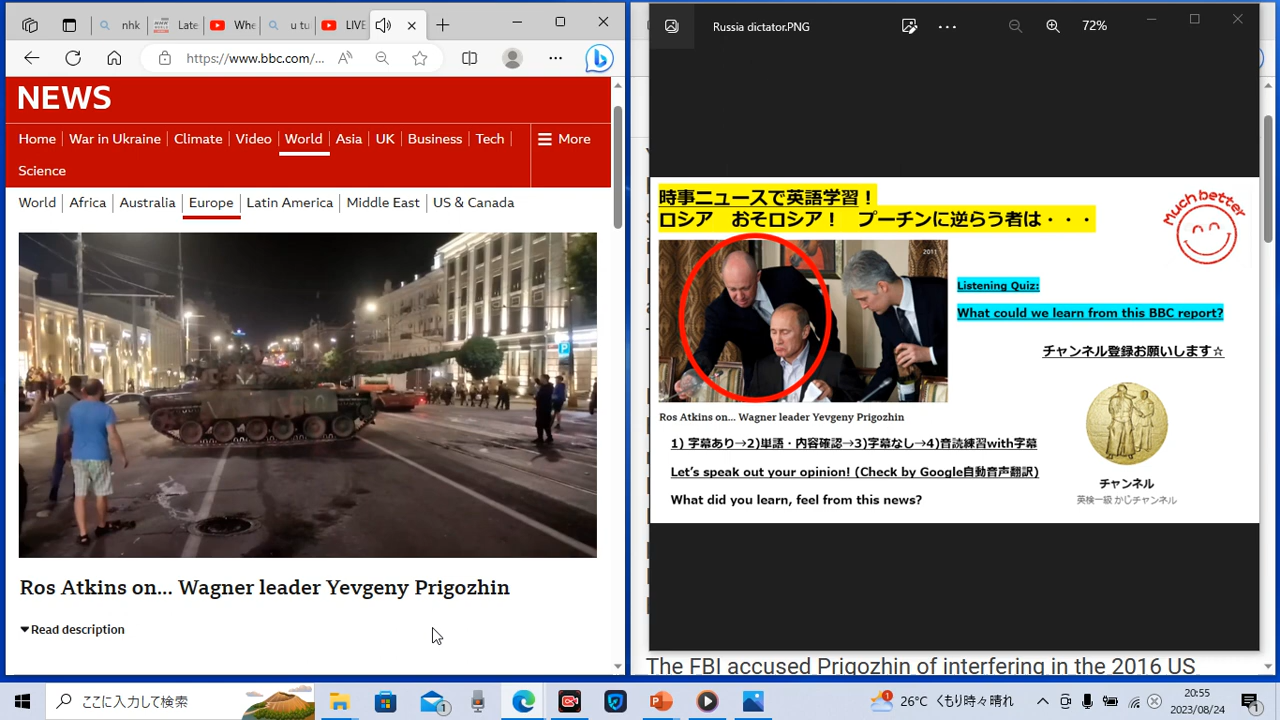 nhk
Late
Whe
u tu
LIVE
https://www.bbc.com/...
NEWS
Home
War in Ukraine
Climate
Video
World
Asia
UK
Business
Tech
More
Science
World
Africa
Australia
Europe
Latin America
Middle East
US & Canada
Ros Atkins on... Wagner leader Yevgeny Prigozhin
Read description
Russia dictator.PNG
72%
時事ニュースで英語学習！
ロシア　おそロシア！　プーチンに逆らう者は・・・
Much better
2011
Listening Quiz:
What could we learn from this BBC report?
チャンネル登録お願いします☆
Ros Atkins on... Wagner leader Yevgeny Prigozhin
1) 字幕あり→2)単語・内容確認→3)字幕なし→4)音読練習with字幕
Let's speak out your opinion! (Check by Google自動音声翻訳)
What did you learn, feel from this news?
チャンネル
英検一級 かじチャンネル
The FBI accused Prigozhin of interfering in the 2016 US
ここに入力して検索
1
1
26°C くもり時々晴れ
20:55
2023/08/24
1